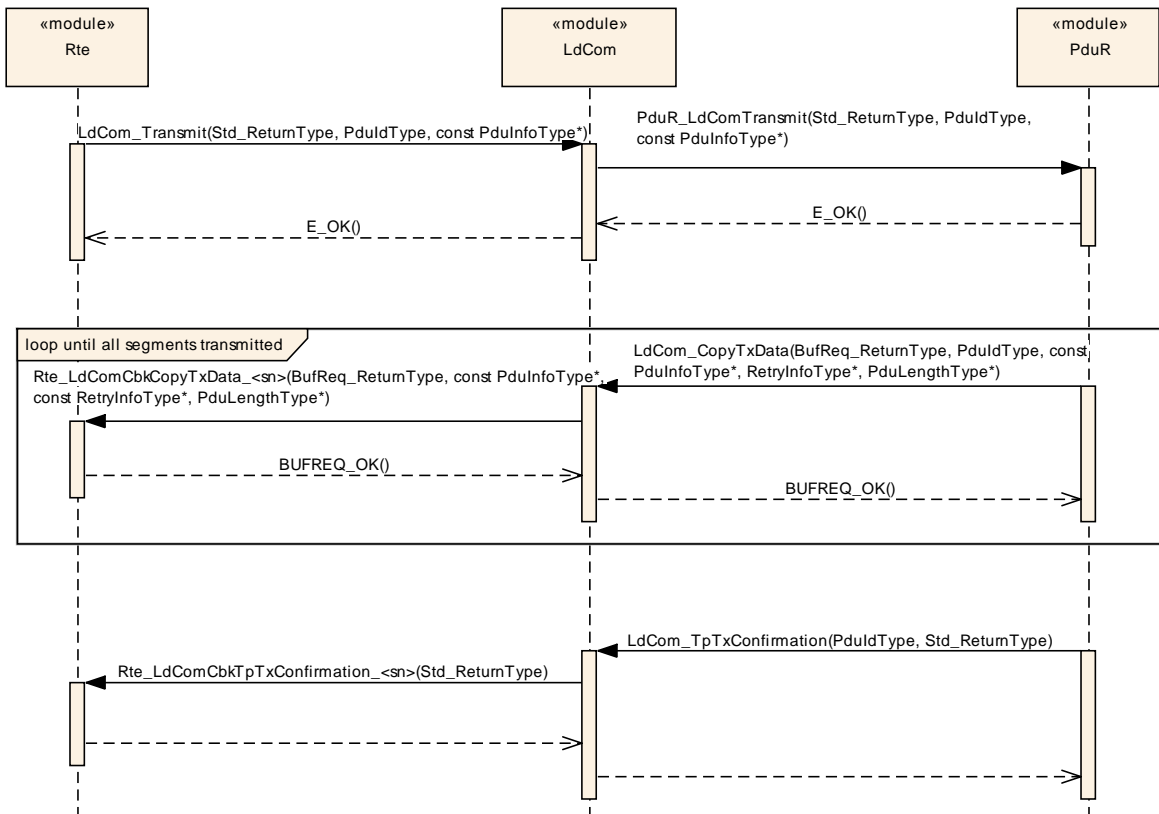 «module»
Rte
«module»
LdCom
«module»
PduR
LdCom_Transmit(Std_ReturnType, PduIdType, const PduInfoType*)
PduR_LdComTransmit(Std_ReturnType, PduIdType,
const PduInfoType*)
E_OK()
E_OK()
loop until all segments transmitted
LdCom_CopyTxData(BufReq_ReturnType, PduIdType, const
PduInfoType*, RetryInfoType*, PduLengthType*)
Rte_LdComCbkCopyTxData_<sn>(BufReq_ReturnType, const PduInfoType*,
const RetryInfoType*, PduLengthType*)
BUFREQ_OK()
BUFREQ_OK()
LdCom_TpTxConfirmation(PduIdType, Std_ReturnType)
Rte_LdComCbkTpTxConfirmation_<sn>(Std_ReturnType)